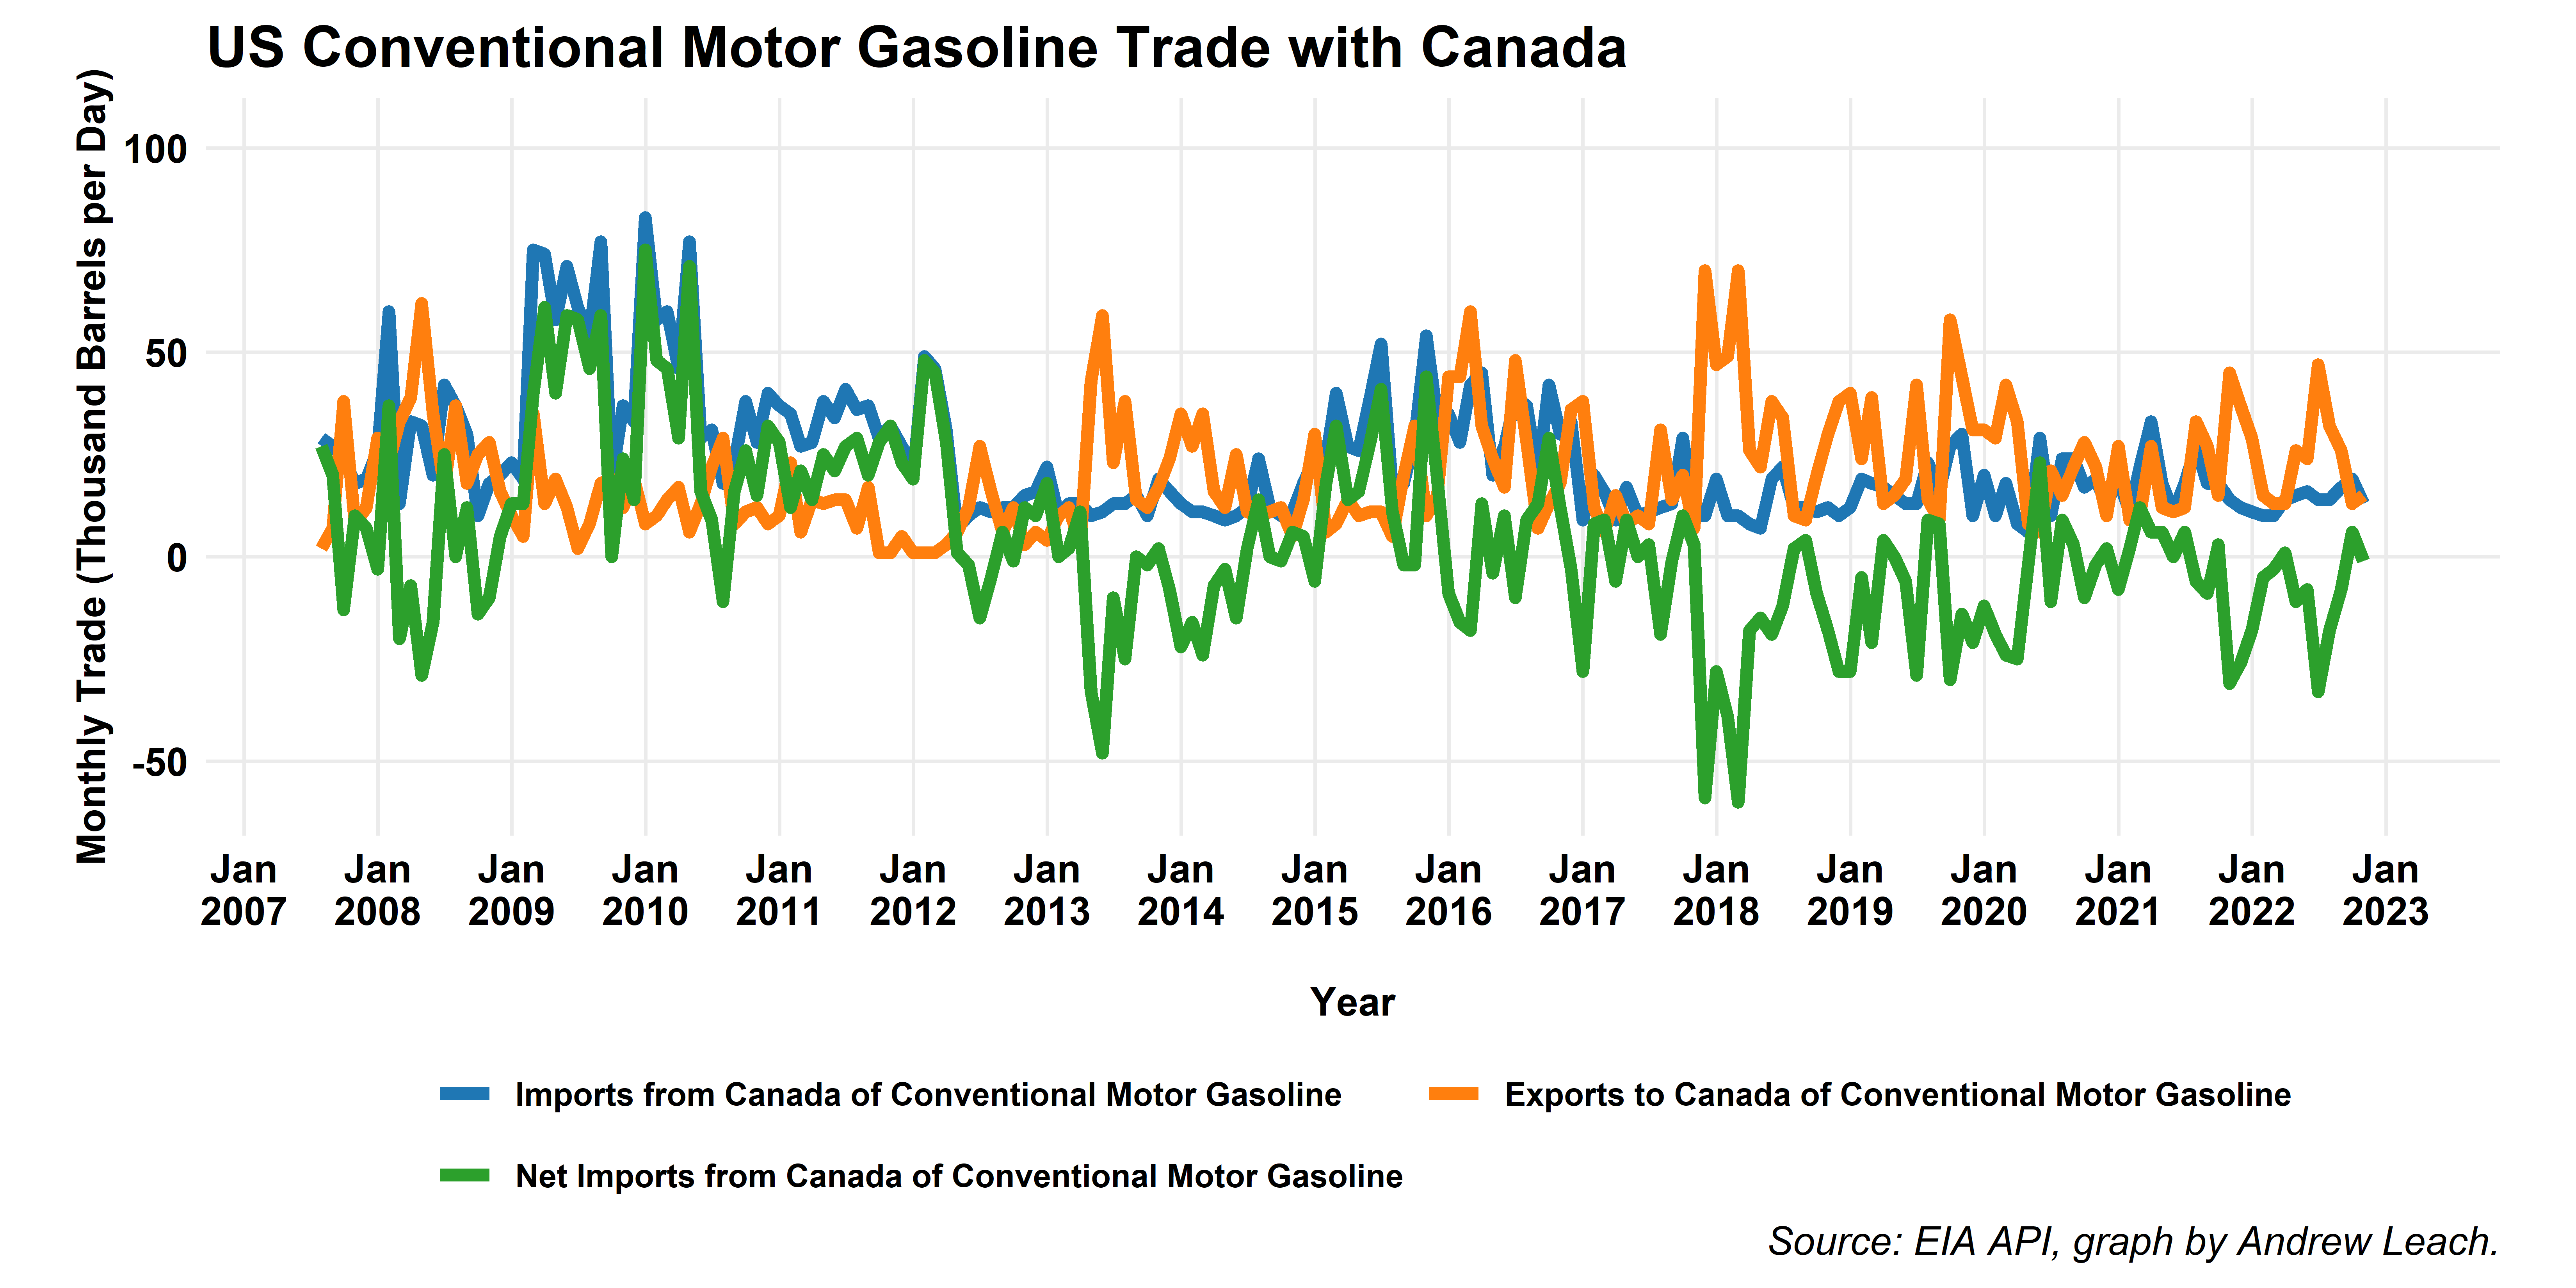 US Conventional Motor Gasoline Trade with Canada
Monthly Trade (Thousand Barrels per Day)
100
50
0
-50
Jan Jan Jan Jan Jan Jan Jan Jan Jan Jan Jan Jan Jan Jan Jan Jan Jan
2007 2008 2009 2010 2011 2012 2013 2014 2015 2016 2017 2018 2019 2020 2021 2022 2023
Year
Imports from Canada of Conventional Motor Gasoline
Exports to Canada of Conventional Motor Gasoline
Net Imports from Canada of Conventional Motor Gasoline
Source: EIA API, graph by Andrew Leach.